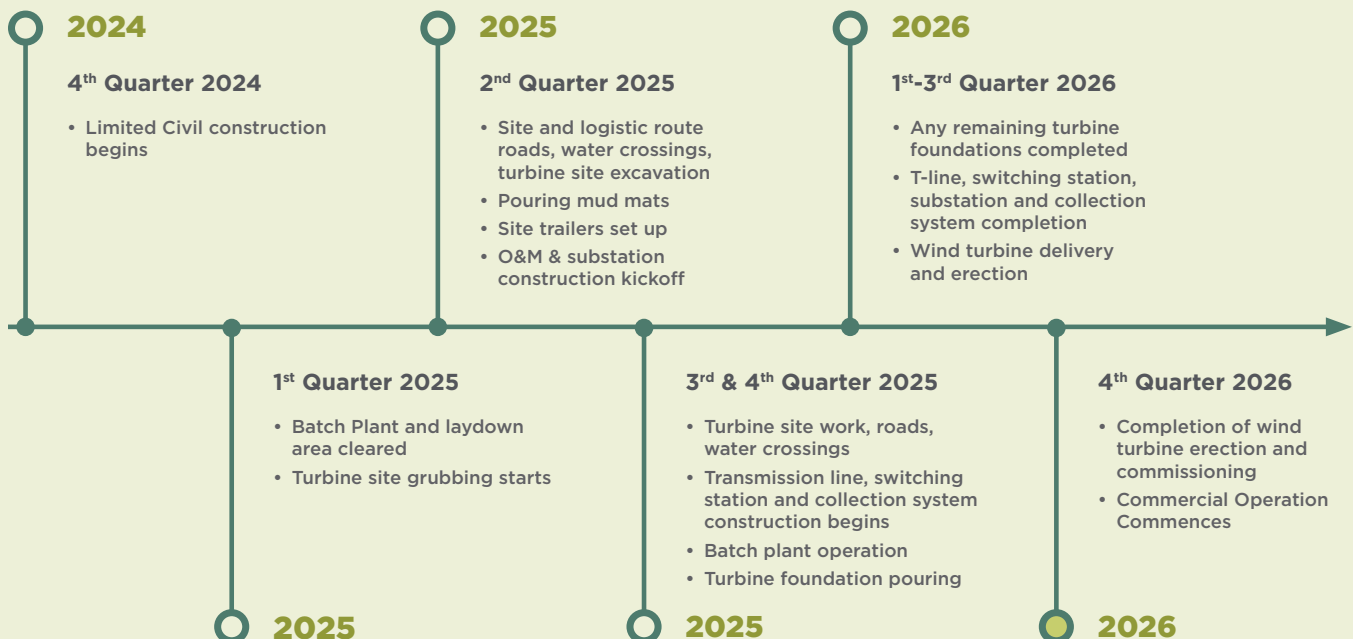 2024
4th Quarter 2024
• Limited Civil construction
begins
2025
2nd Quarter 2025
• Site and logistic route
roads, water crossings,
turbine site excavation
• Pouring mud mats
• Site trailers set up
• O&M & substation
construction kickoff
2026
1st-3rd Quarter 2026
• Any remaining turbine
foundations completed
• T-line, switching station,
substation and collection
system completion
• Wind turbine delivery
and erection
1st Quarter 2025
• Batch Plant and laydown
area cleared
• Turbine site grubbing starts
2025
3rd & 4th Quarter 2025
• Turbine site work, roads,
water crossings
• Transmission line, switching
station and collection system
construction begins
• Batch plant operation
• Turbine foundation pouring
2025
4th Quarter 2026
• Completion of wind
turbine erection and
commissioning
• Commercial Operation
Commences
2026